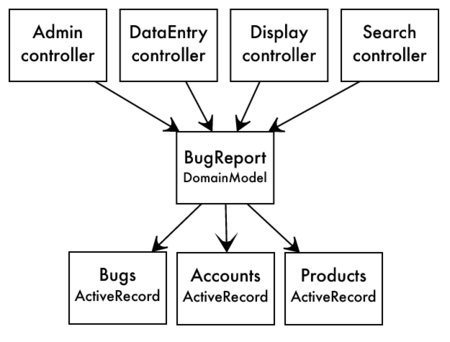 Admin
controller
DataEntry
controller
Display
controller
Search
controller
BugReport
DomainModel
Bugs
ActiveRecord
Accounts
ActiveRecord
Products
ActiveRecord